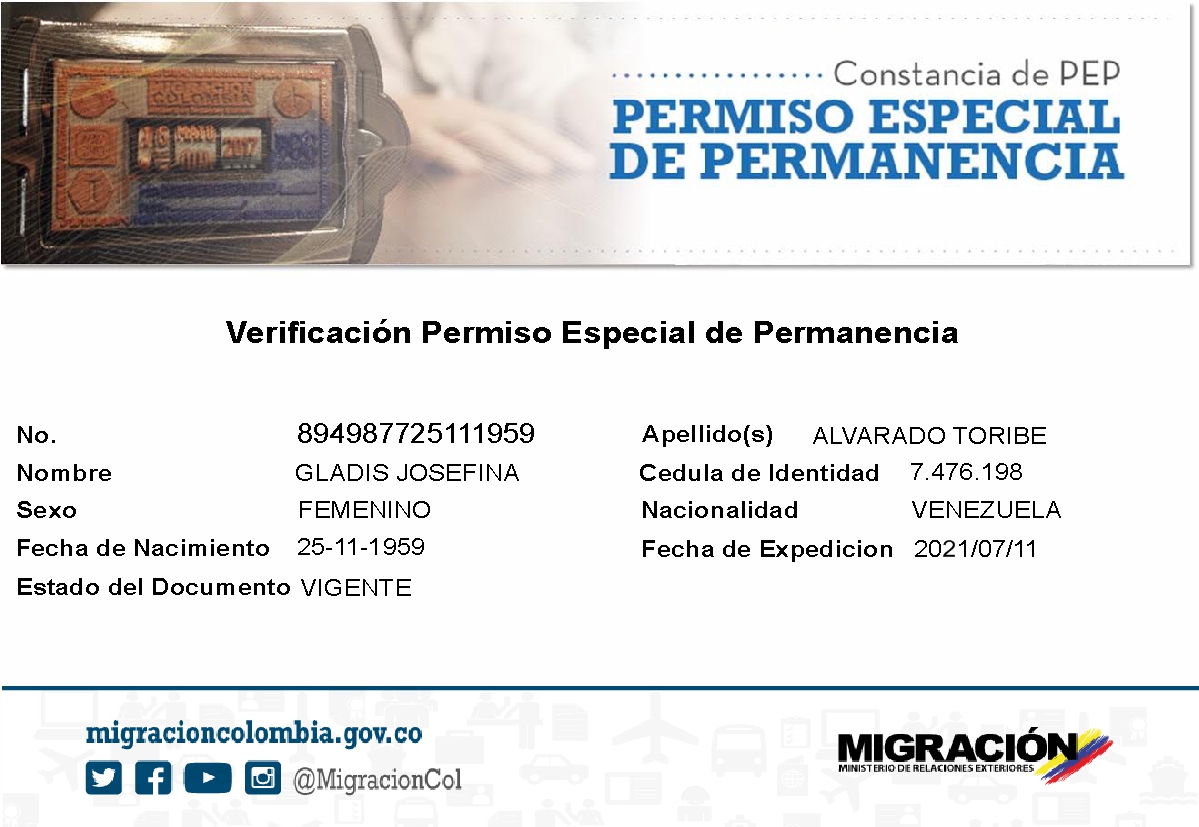 Constancia de PEP
PERMISO ESPECIAL
DE PERMANENCIA
COLOMBIA
2017
Verificación Permiso Especial de Permanencia
No. 894987725111959 Apellido(s) ALVARADO TORIBE
Nombre GLADIS JOSEFINA Cedula de Identidad 7.476.198
Sexo FEMENINO Nacionalidad VENEZUELA
Fecha de Nacimiento 25-11-1959 Fecha de Expedicion 2021/07/11
Estado del Documento VIGENTE
migracioncolombia.gov.co
@MigracionCol
MIGRACIÓN
MINISTERIO DE RELACIONES EXTERIORES